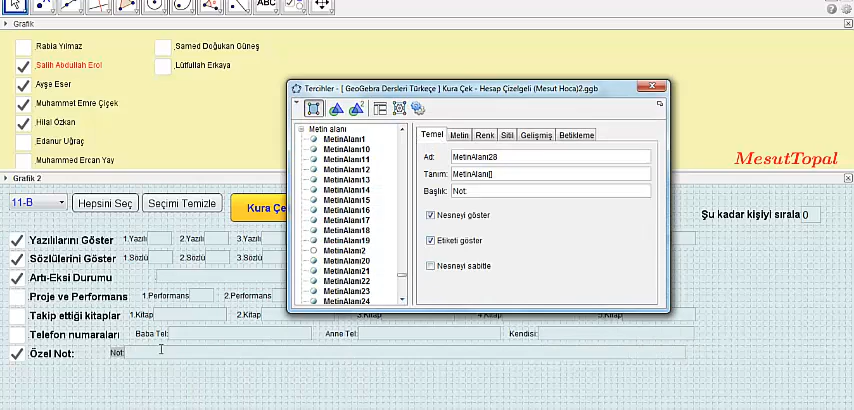 ABC
Grafik
Rabia Yılmaz
Samed Doğukan Güneş
Salih Abdullah Erol
Lütfullah Erkaya
Ayşe Eser
Muhammet Emre Çiçek
Hilal Özkan
Edanur Uğraç
Muhammed Ercan Yay
MesutTopal
Tercihler - [ GeoGebra Dersleri Türkçe ] Kura Çek - Hesap Çizelgeli (Mesut Hoca)2.ggb
Metin alanı
MetinAlanı1
MetinAlanı10
MetinAlanı11
MetinAlanı12
MetinAlanı13
MetinAlanı14
MetinAlanı15
MetinAlanı16
MetinAlanı17
MetinAlanı18
MetinAlanı19
MetinAlanı2
MetinAlanı20
MetinAlanı21
MetinAlanı22
MetinAlanı23
MetinAlanı24
Temel Metin Renk Sitil Gelişmiş Betikleme
Ad: MetinAlanı28
Tanım: MetinAlanı[]
Başlık: Not:
Nesneyi göster
Etiketi göster
Nesneyi sabitle
Grafik 2
11-B Hepsini Seç Seçimi Temizle Kura Çe
Şu kadar kişiyi sırala 0
Yazılılarını Göster 1.Yazılı 2.Yazılı 3.Yazılı
Sözlülerini Göster 1.Sözlü 2.Sözlü 3.Sözlü
Artı-Eksi Durumu
Proje ve Performans 1.Performans 2.Performans
Takip ettiği kitaplar 1.Kitap 2.Kitap 3.Kitap 4.Kitap 5.Kitap
Telefon numaraları Baba Tel: Anne Tel: Kendisi:
Özel Not: Not: